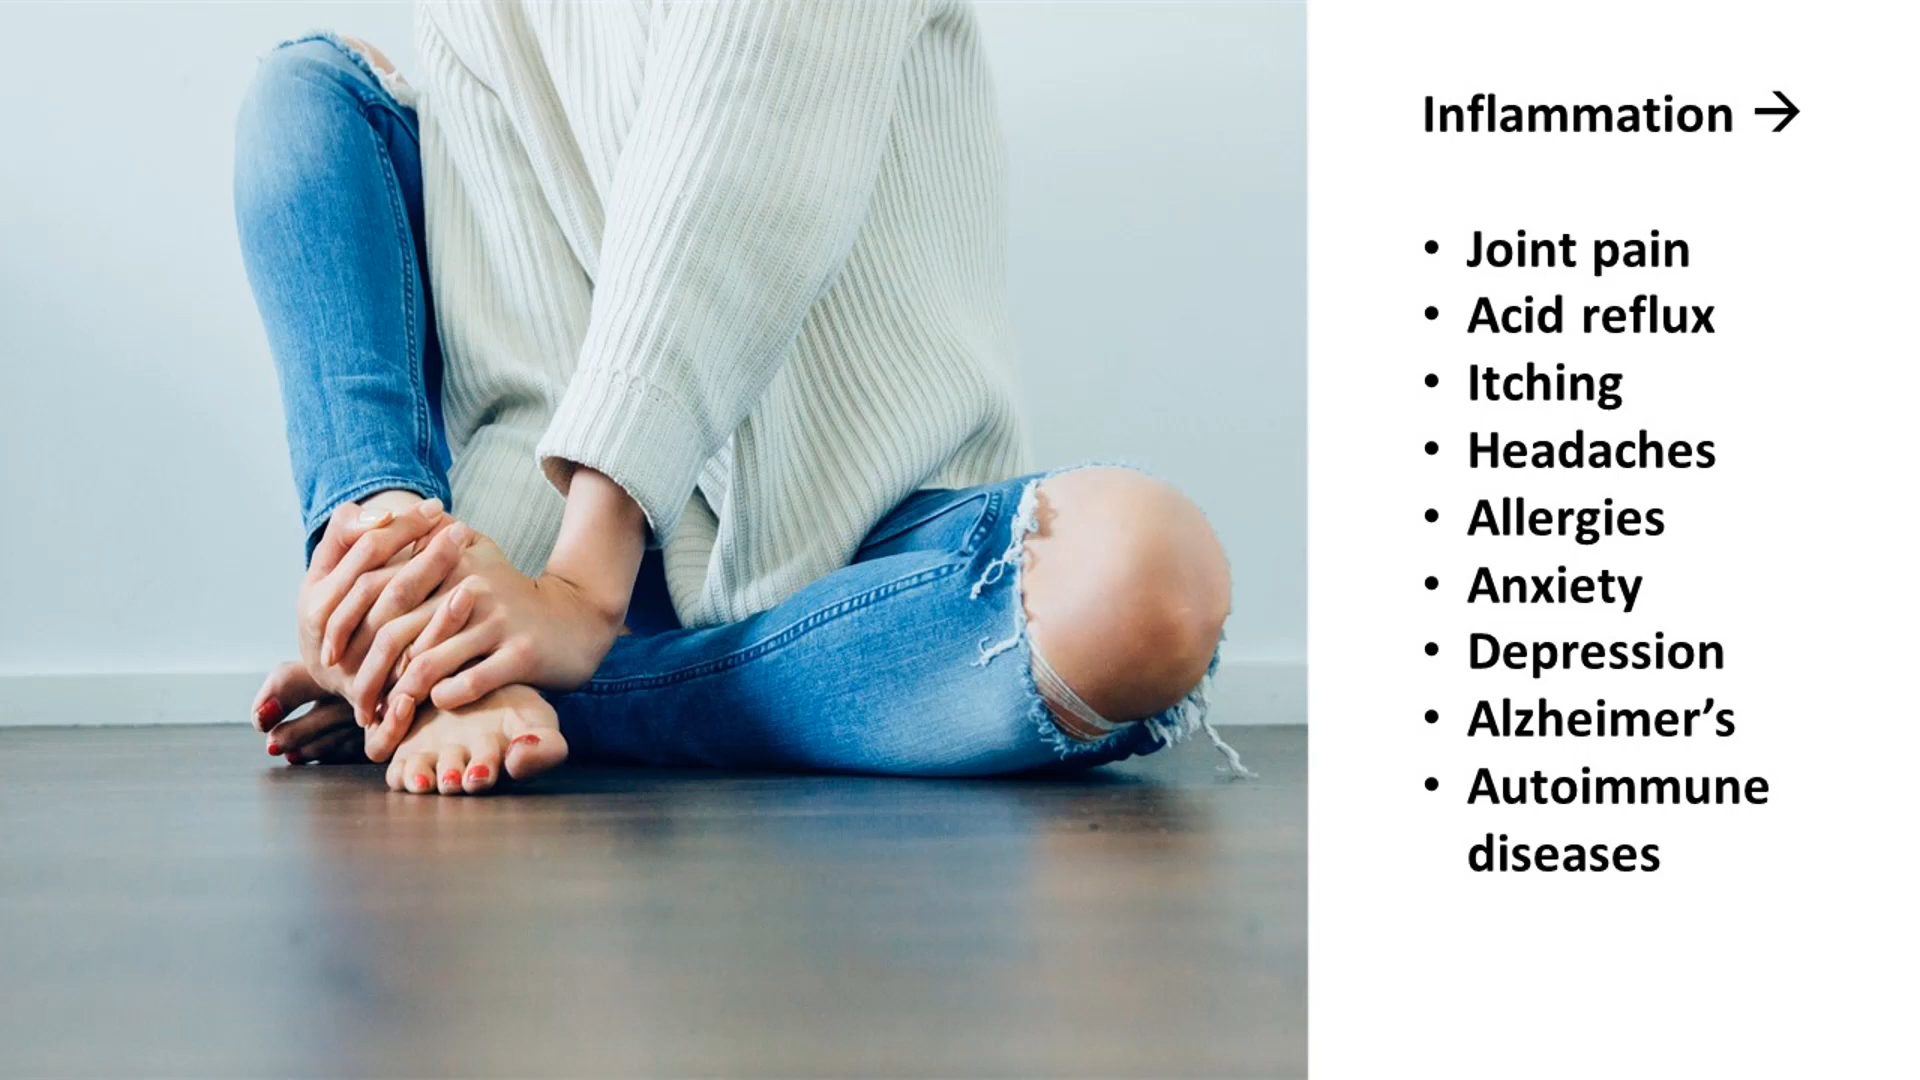 Inflammation →
• Joint pain
• Acid reflux
• Itching
• Headaches
• Allergies
• Anxiety
• Depression
• Alzheimer’s
• Autoimmune
diseases